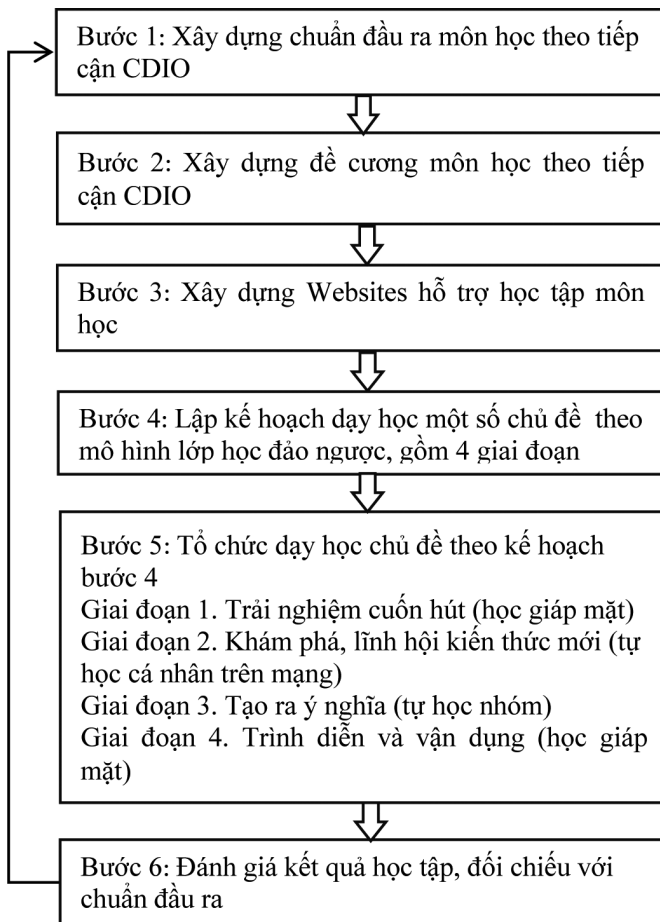 Bước 1: Xây dựng chuẩn đầu ra môn học theo tiếp
cận CDIO
Bước 2: Xây dựng đề cương môn học theo tiếp
cận CDIO
Bước 3: Xây dựng Websites hỗ trợ học tập môn
học
Bước 4: Lập kế hoạch dạy học một số chủ đề theo
mô hình lớp học đảo ngược, gồm 4 giai đoạn
Bước 5: Tổ chức dạy học chủ đề theo kế hoạch
bước 4
Giai đoạn 1. Trải nghiệm cuốn hút (học giáp mặt)
Giai đoạn 2. Khám phá, lĩnh hội kiến thức mới (tự
học cá nhân trên mạng)
Giai đoạn 3. Tạo ra ý nghĩa (tự học nhóm)
Giai đoạn 4. Trình diễn và vận dụng (học giáp
mặt)
Bước 6: Đánh giá kết quả học tập, đối chiếu với
chuẩn đầu ra